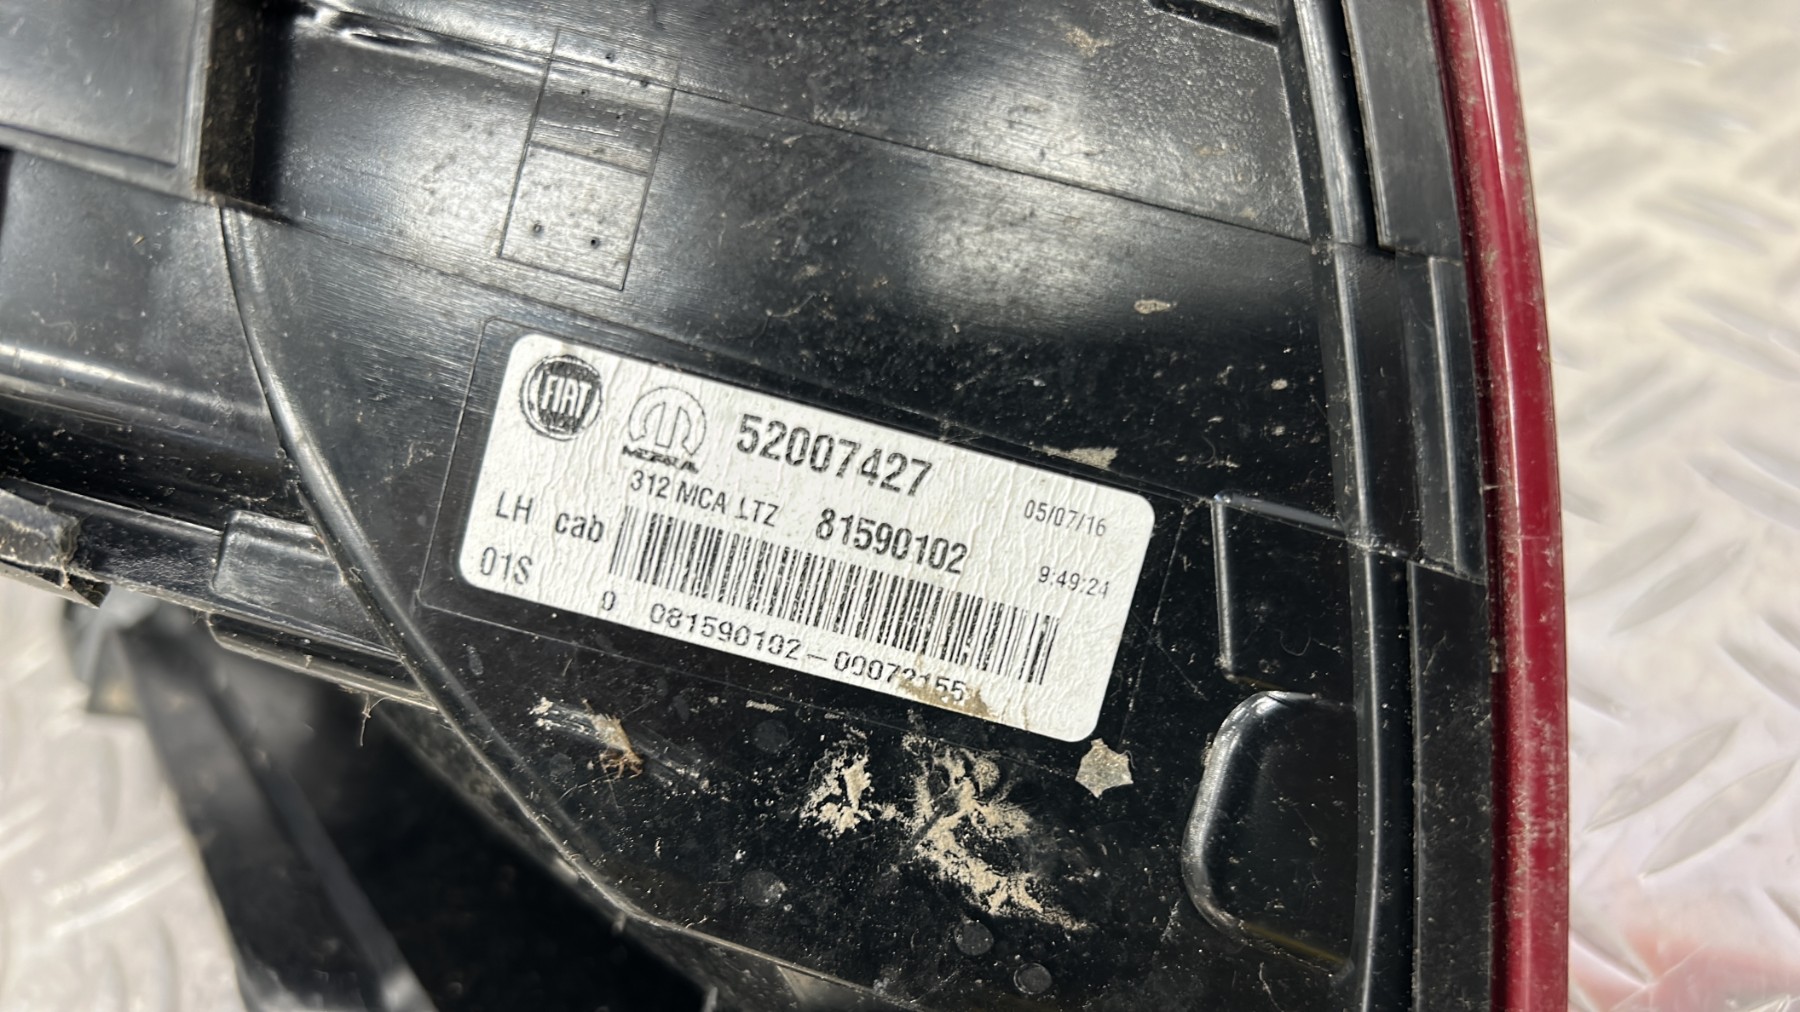 FIAT
MOPAR
52007427
312 MCA LTZ
81590102
05/07/16
9:49:24
LH cab
01S
0 081590102-00072155